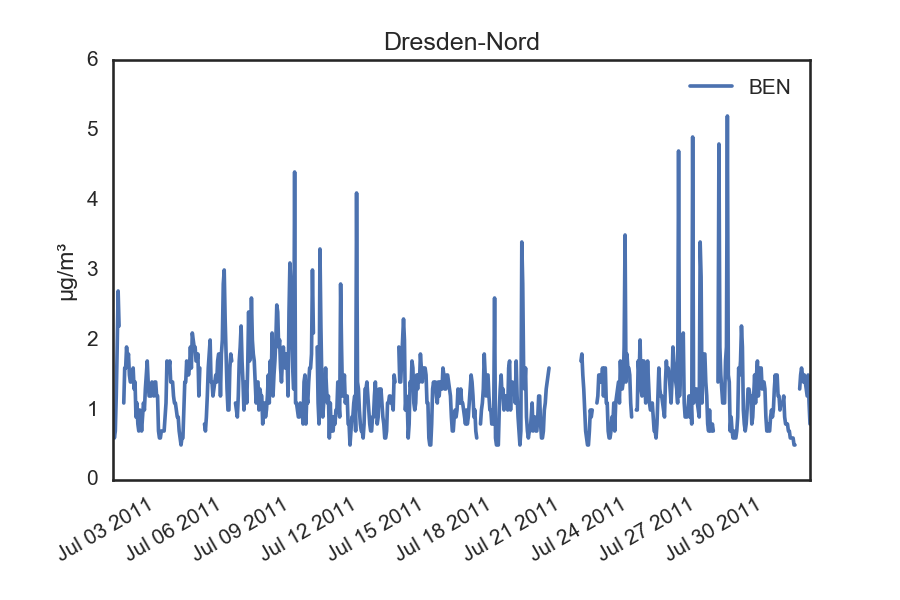 Dresden-Nord
BEN
µg/m³
6
5
4
3
2
1
0
Jul 03 2011
Jul 06 2011
Jul 09 2011
Jul 12 2011
Jul 15 2011
Jul 18 2011
Jul 21 2011
Jul 24 2011
Jul 27 2011
Jul 30 2011